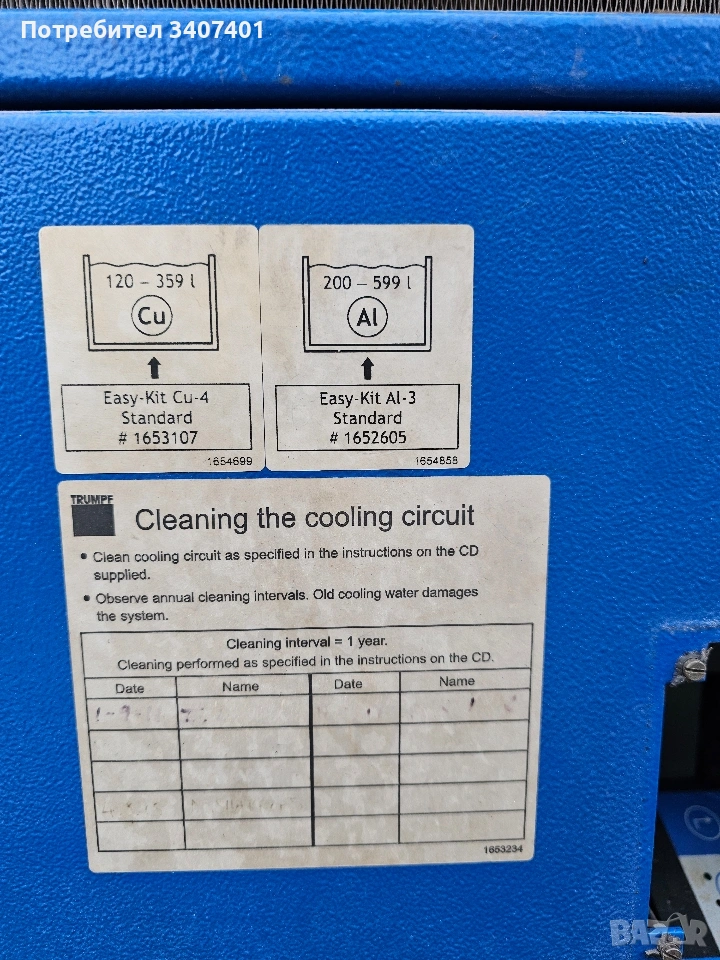 Потребител 3407401
120 – 359 l
Cu
Easy-Kit Cu-4
Standard
# 1653107
1654699
200 – 599 l
Al
Easy-Kit Al-3
Standard
# 1652605
1654858
TRUMPF
Cleaning the cooling circuit
• Clean cooling circuit as specified in the instructions on the CD
supplied.
• Observe annual cleaning intervals. Old cooling water damages
the system.
Cleaning interval = 1 year.
Cleaning performed as specified in the instructions on the CD.
Date Name Date Name
1653234
BAZAR